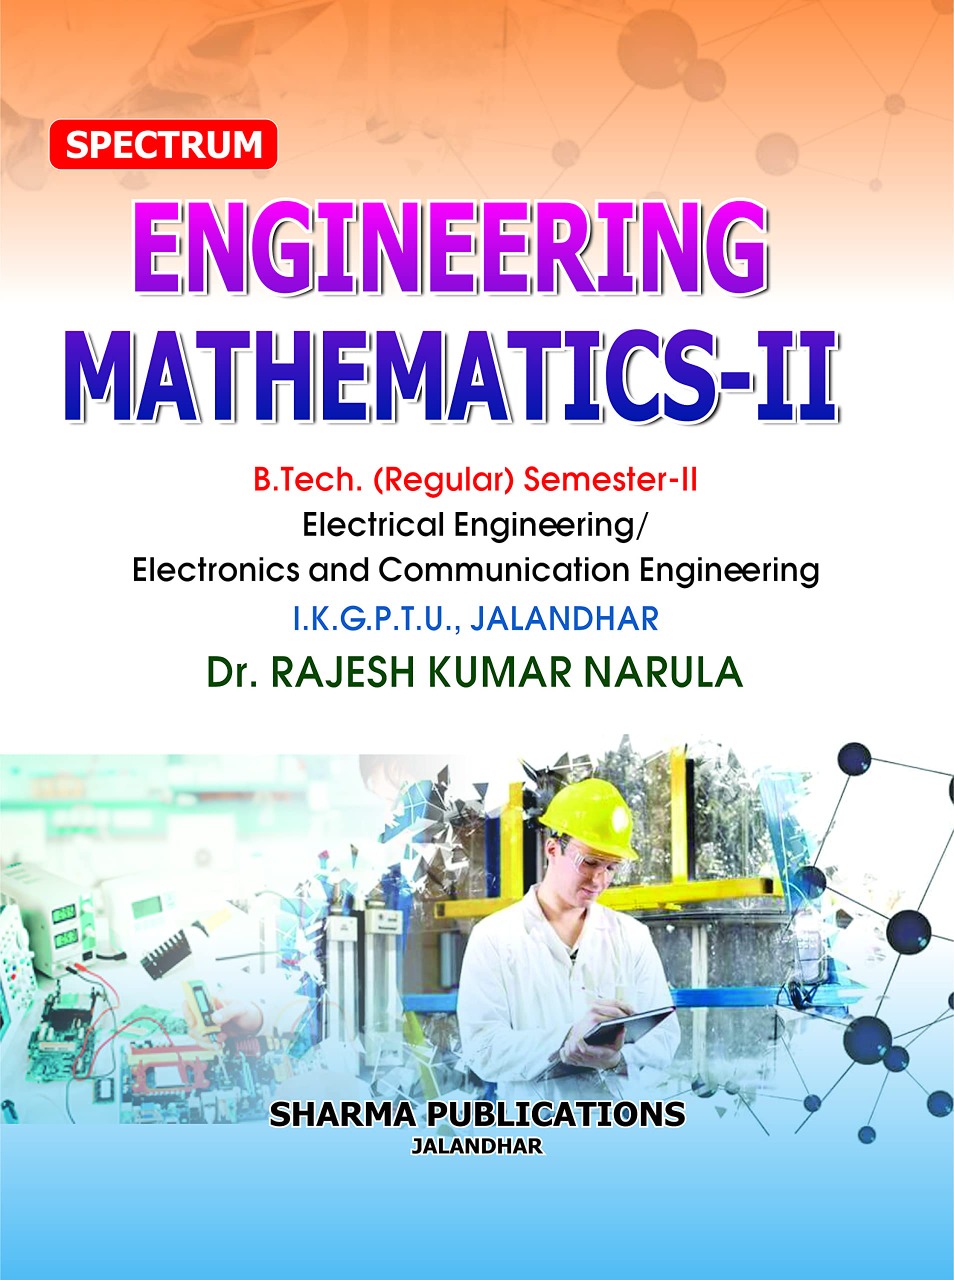 SPECTRUM
ENGINEERING
MATHEMATICS-II
B.Tech. (Regular) Semester-II
Electrical Engineering/
Electronics and Communication Engineering
I.K.G.P.T.U., JALANDHAR
Dr. RAJESH KUMAR NARULA
SHARMA PUBLICATIONS
JALANDHAR